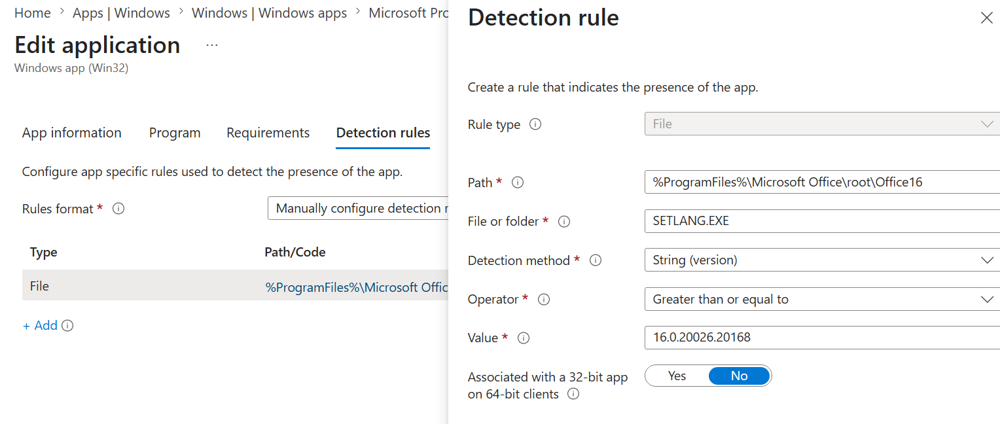 Home > Apps | Windows > Windows | Windows apps > Microsoft Pro
Edit application ...
Windows app (Win32)
App information Program Requirements Detection rules
Configure app specific rules used to detect the presence of the app.
Rules format *
Manually configure detection r
Type Path/Code
File %ProgramFiles%\Microsoft Offic
+ Add
Detection rule
Create a rule that indicates the presence of the app.
Rule type File
Path * %ProgramFiles%\Microsoft Office\root\Office16
File or folder * SETLANG.EXE
Detection method * String (version)
Operator * Greater than or equal to
Value * 16.0.20026.20168
Associated with a 32-bit app
on 64-bit clients
Yes No